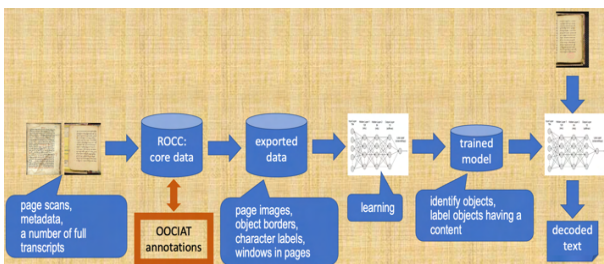 ROCC:
core data
exported
data
trained
model
page scans,
metadata,
a number of full
transcripts
OOCIAT
annotations
page images,
object borders,
character labels,
windows in pages
learning
identify objects,
label objects having a
content
decoded
text